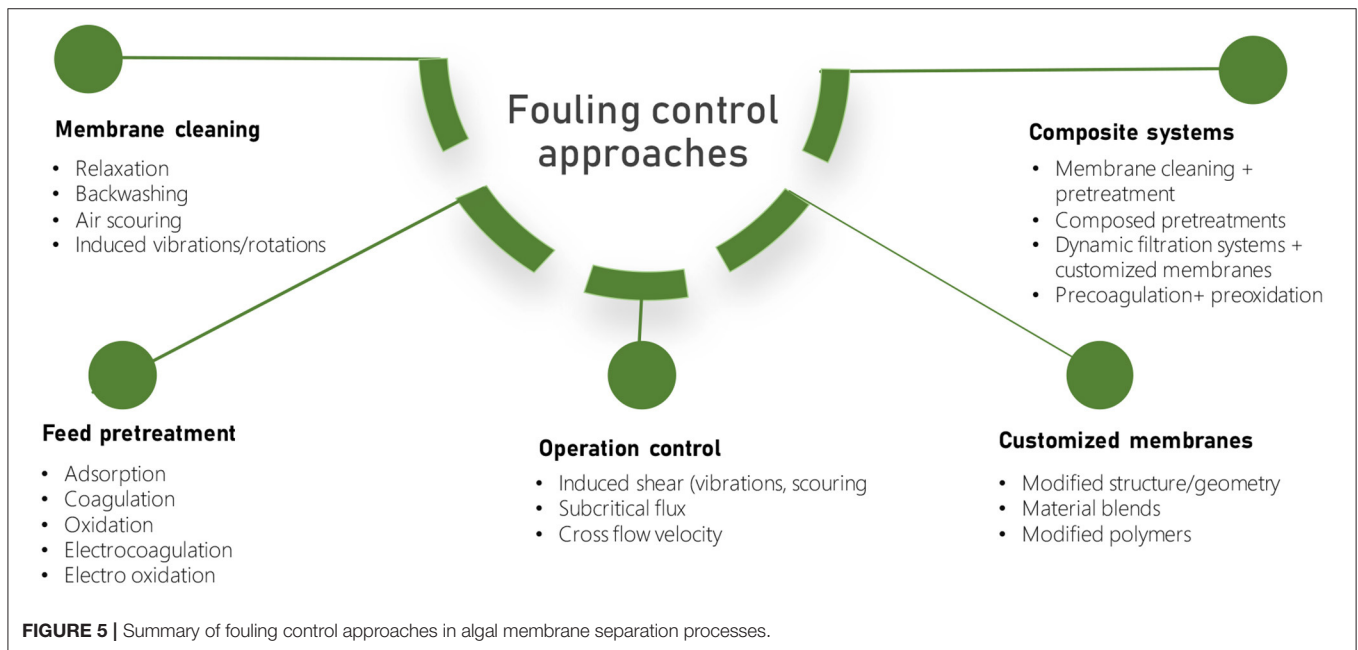 Fouling control
approaches
Membrane cleaning
• Relaxation
• Backwashing
• Air scouring
• Induced vibrations/rotations
Composite systems
• Membrane cleaning +
pretreatment
• Composed pretreatments
• Dynamic filtration systems +
customized membranes
• Precoagulation+ preoxidation
Feed pretreatment
• Adsorption
• Coagulation
• Oxidation
• Electrocoagulation
• Electro oxidation
Operation control
• Induced shear (vibrations, scouring
• Subcritical flux
• Cross flow velocity
Customized membranes
• Modified structure/geometry
• Material blends
• Modified polymers
FIGURE 5 | Summary of fouling control approaches in algal membrane separation processes.